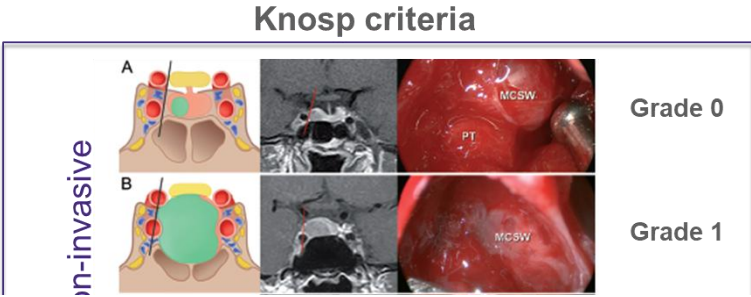 Knosp criteria
A
MCSW
PT
Grade 0
B
MCSW
Grade 1
on-invasive